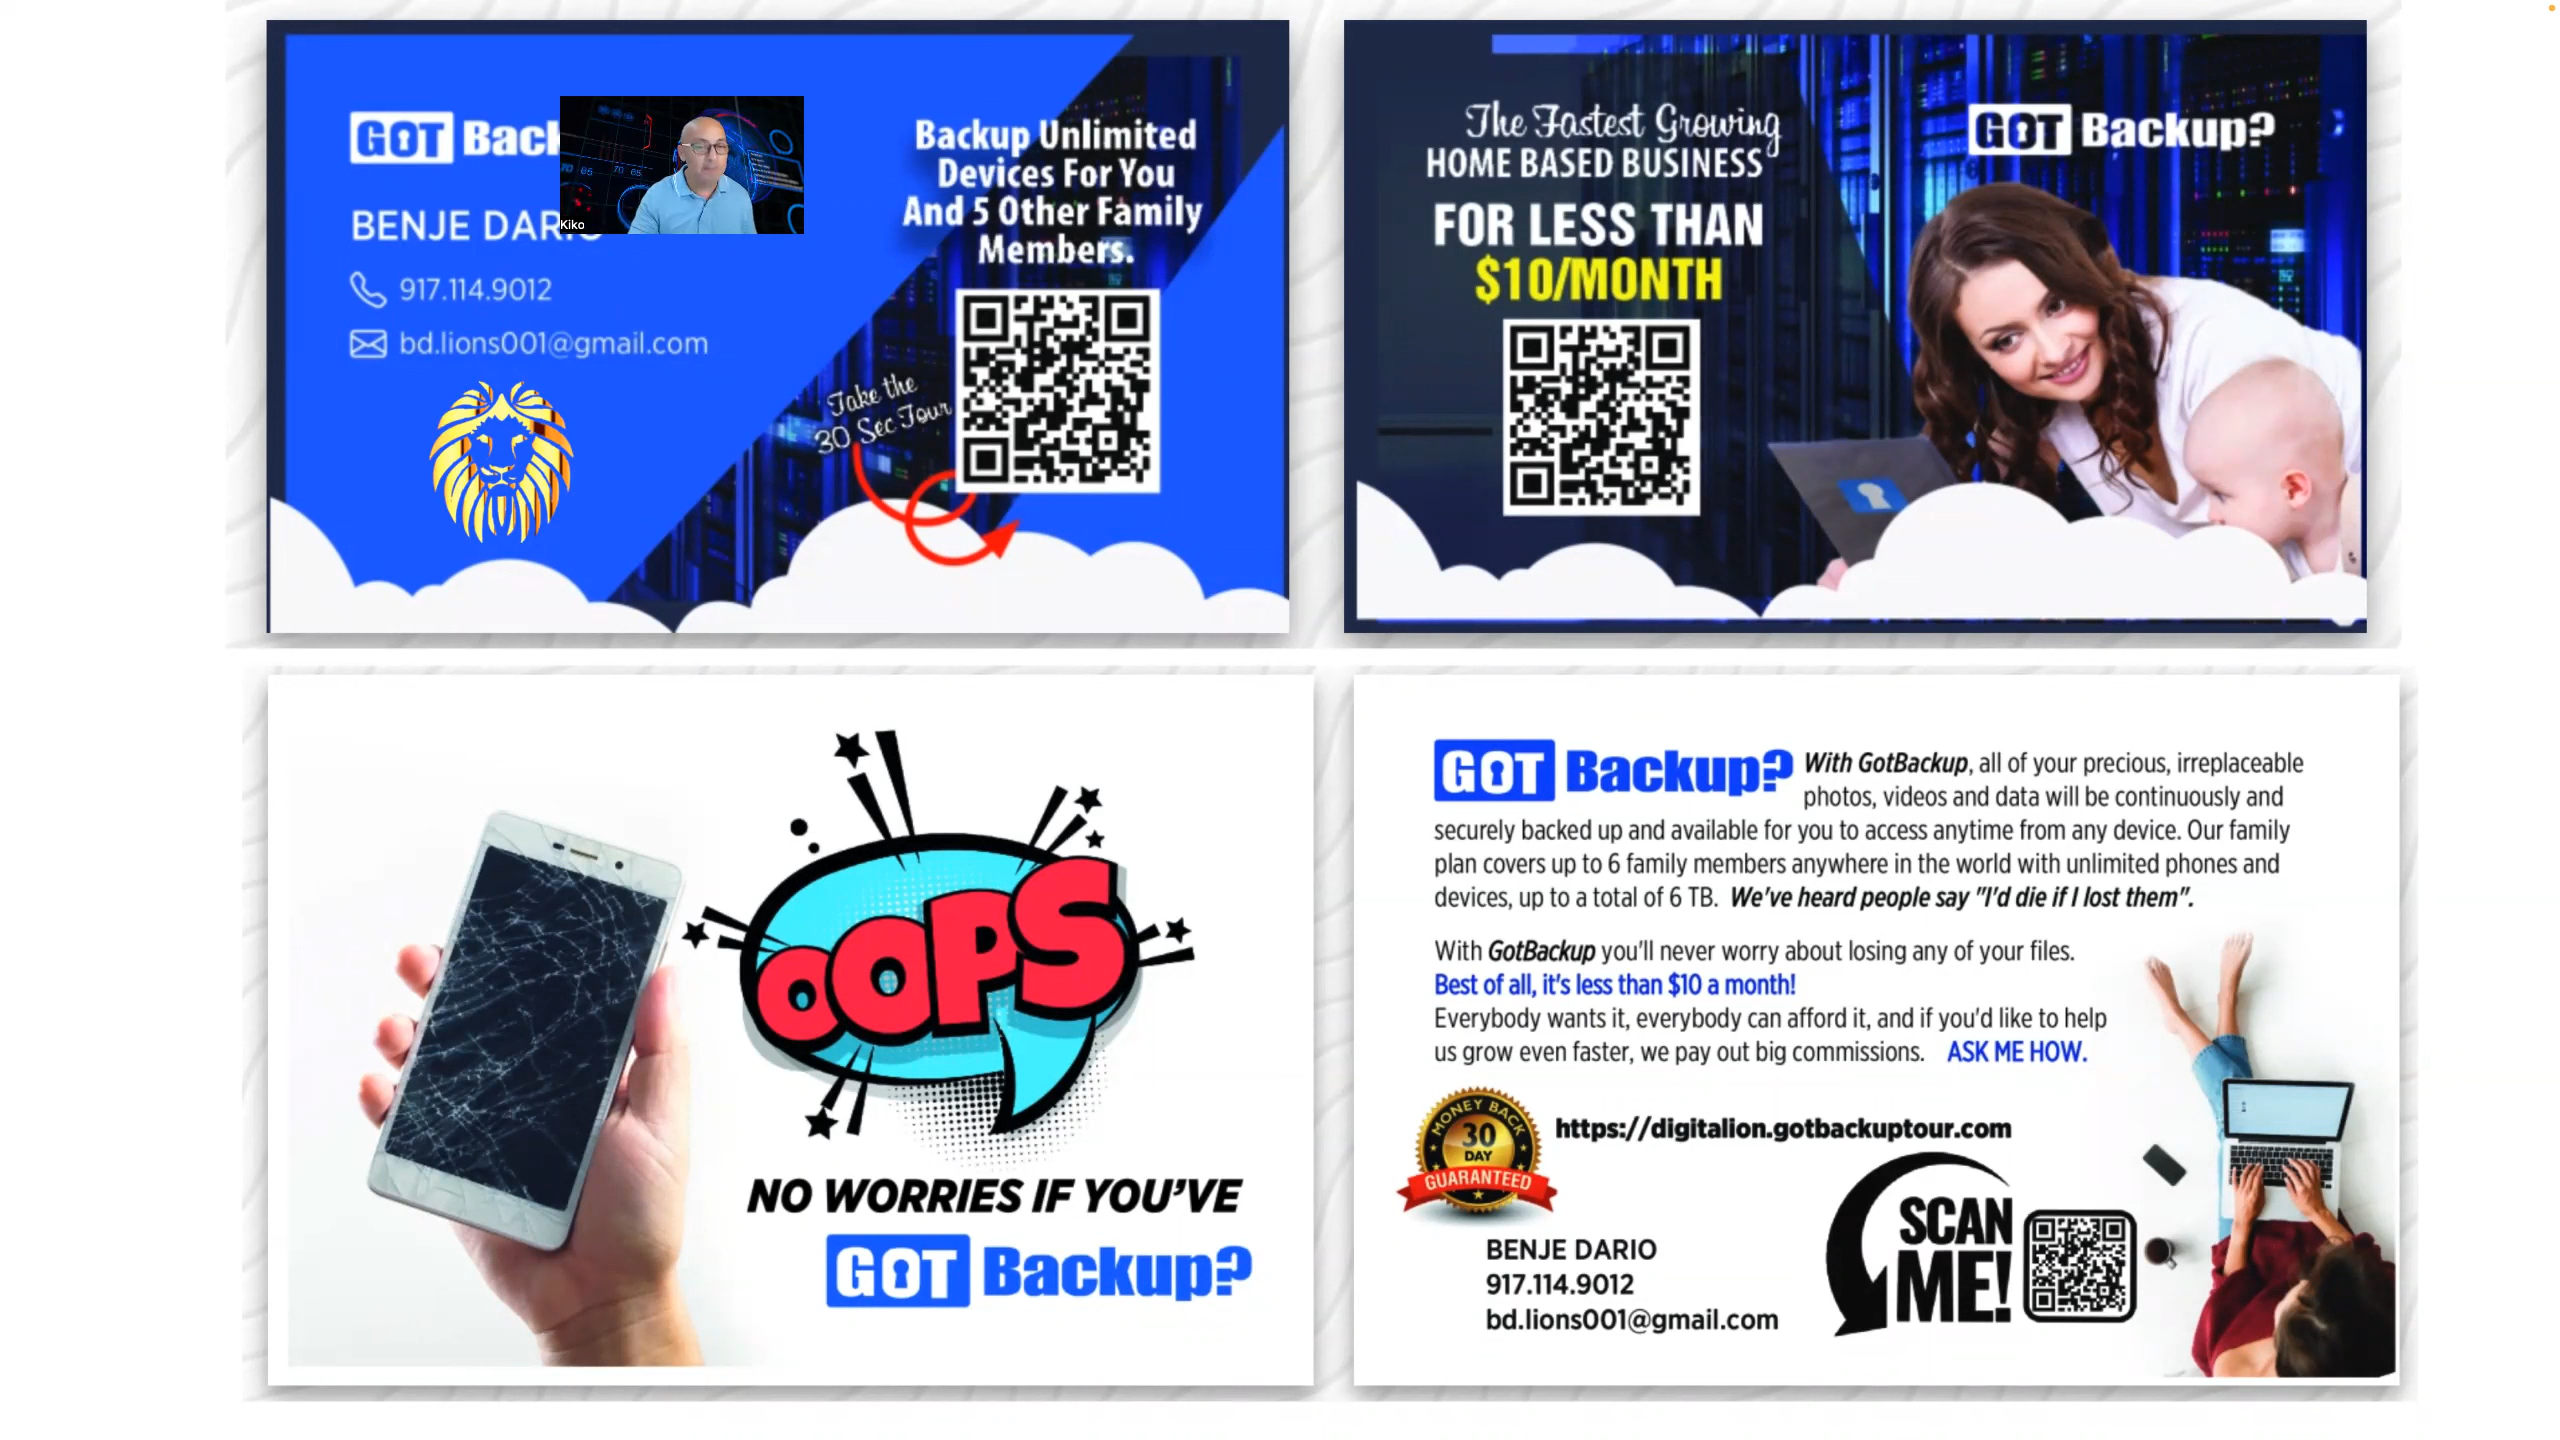 GOT Back
BENJE DARIO
917.114.9012
bd.lions001@gmail.com
Kiko
Backup Unlimited
Devices For You
And 5 Other Family
Members.
Take the
30 Sec Tour
The Fastest Growing
HOME BASED BUSINESS
FOR LESS THAN
$10/MONTH
GOT Backup?
OOPS
NO WORRIES IF YOU'VE
GOT Backup?
GOT Backup? With GotBackup, all of your precious, irreplaceable
photos, videos and data will be continuously and
securely backed up and available for you to access anytime from any device. Our family
plan covers up to 6 family members anywhere in the world with unlimited phones and
devices, up to a total of 6 TB. We've heard people say "I'd die if I lost them".
With GotBackup you'll never worry about losing any of your files.
Best of all, it's less than $10 a month!
Everybody wants it, everybody can afford it, and if you'd like to help
us grow even faster, we pay out big commissions. ASK ME HOW.
MONEY BACK
30
DAY
GUARANTEED
https://digitalion.gotbackuptour.com
BENJE DARIO
917.114.9012
bd.lions001@gmail.com
SCAN
ME!